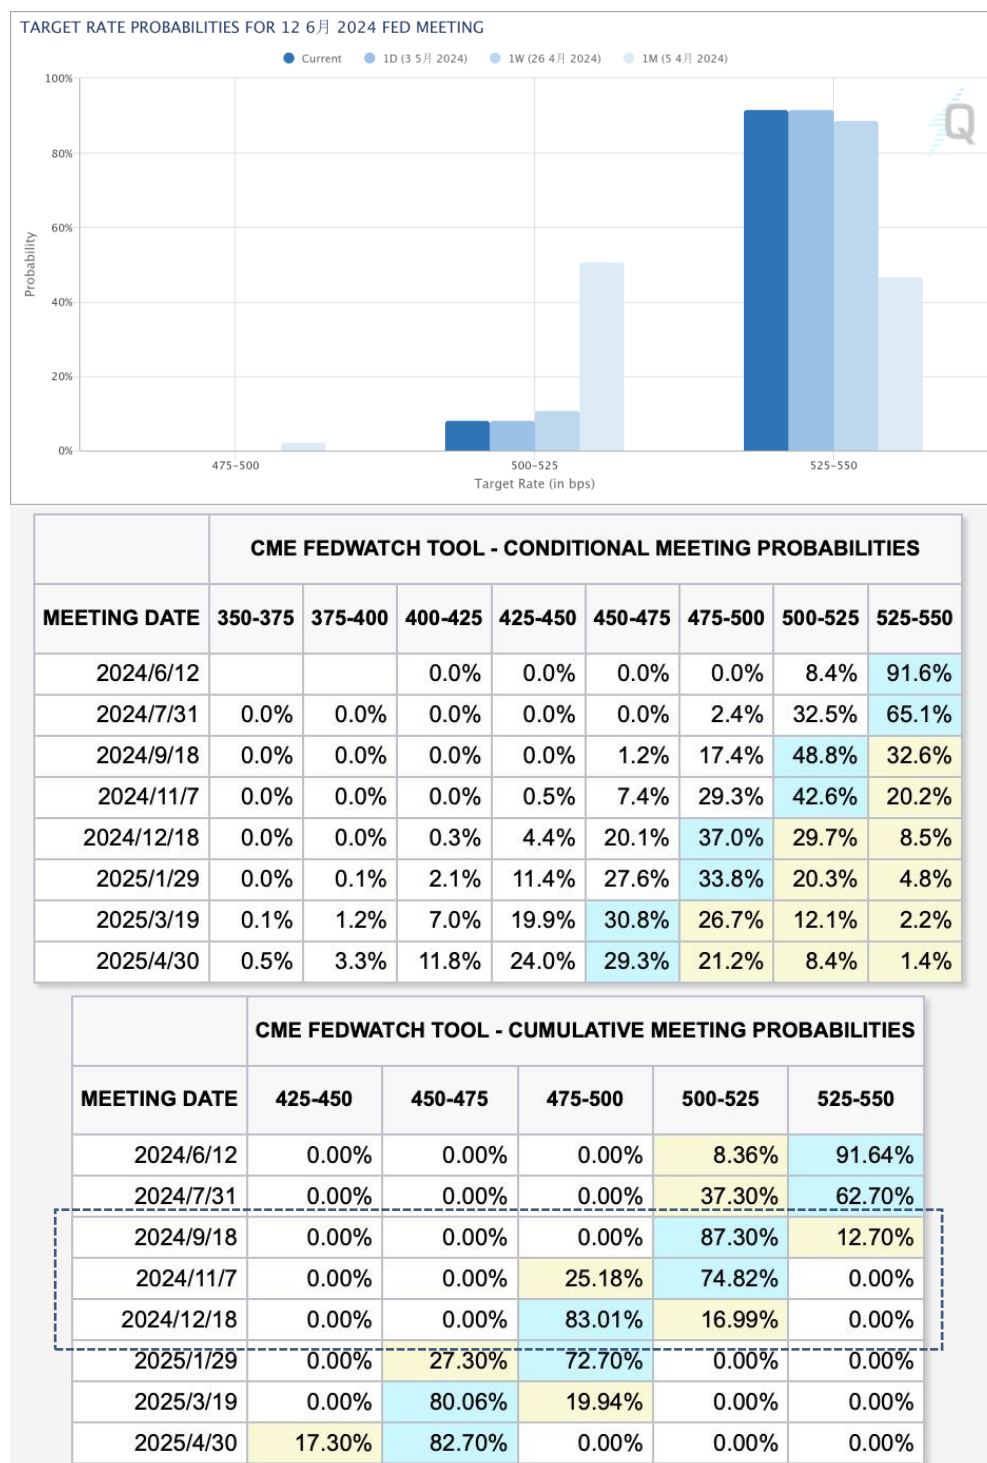 TARGET RATE PROBABILITIES FOR 12 6月 2024 FED MEETING
Current 1D (3 5月 2024) 1W (26 4月 2024) 1M (5 4月 2024)
100%
80%
60%
40%
20%
0%
Probability
475-500 500-525 525-550
Target Rate (in bps)
Q
CME FEDWATCH TOOL - CONDITIONAL MEETING PROBABILITIES
MEETING DATE 350-375 375-400 400-425 425-450 450-475 475-500 500-525 525-550
2024/6/12 0.0% 0.0% 0.0% 0.0% 8.4% 91.6%
2024/7/31 0.0% 0.0% 0.0% 0.0% 0.0% 2.4% 32.5% 65.1%
2024/9/18 0.0% 0.0% 0.0% 0.0% 1.2% 17.4% 48.8% 32.6%
2024/11/7 0.0% 0.0% 0.0% 0.5% 7.4% 29.3% 42.6% 20.2%
2024/12/18 0.0% 0.0% 0.3% 4.4% 20.1% 37.0% 29.7% 8.5%
2025/1/29 0.0% 0.1% 2.1% 11.4% 27.6% 33.8% 20.3% 4.8%
2025/3/19 0.1% 1.2% 7.0% 19.9% 30.8% 26.7% 12.1% 2.2%
2025/4/30 0.5% 3.3% 11.8% 24.0% 29.3% 21.2% 8.4% 1.4%
CME FEDWATCH TOOL - CUMULATIVE MEETING PROBABILITIES
MEETING DATE 425-450 450-475 475-500 500-525 525-550
2024/6/12 0.00% 0.00% 0.00% 8.36% 91.64%
2024/7/31 0.00% 0.00% 0.00% 37.30% 62.70%
2024/9/18 0.00% 0.00% 0.00% 87.30% 12.70%
2024/11/7 0.00% 0.00% 25.18% 74.82% 0.00%
2024/12/18 0.00% 0.00% 83.01% 16.99% 0.00%
2025/1/29 0.00% 27.30% 72.70% 0.00% 0.00%
2025/3/19 0.00% 80.06% 19.94% 0.00% 0.00%
2025/4/30 17.30% 82.70% 0.00% 0.00% 0.00%